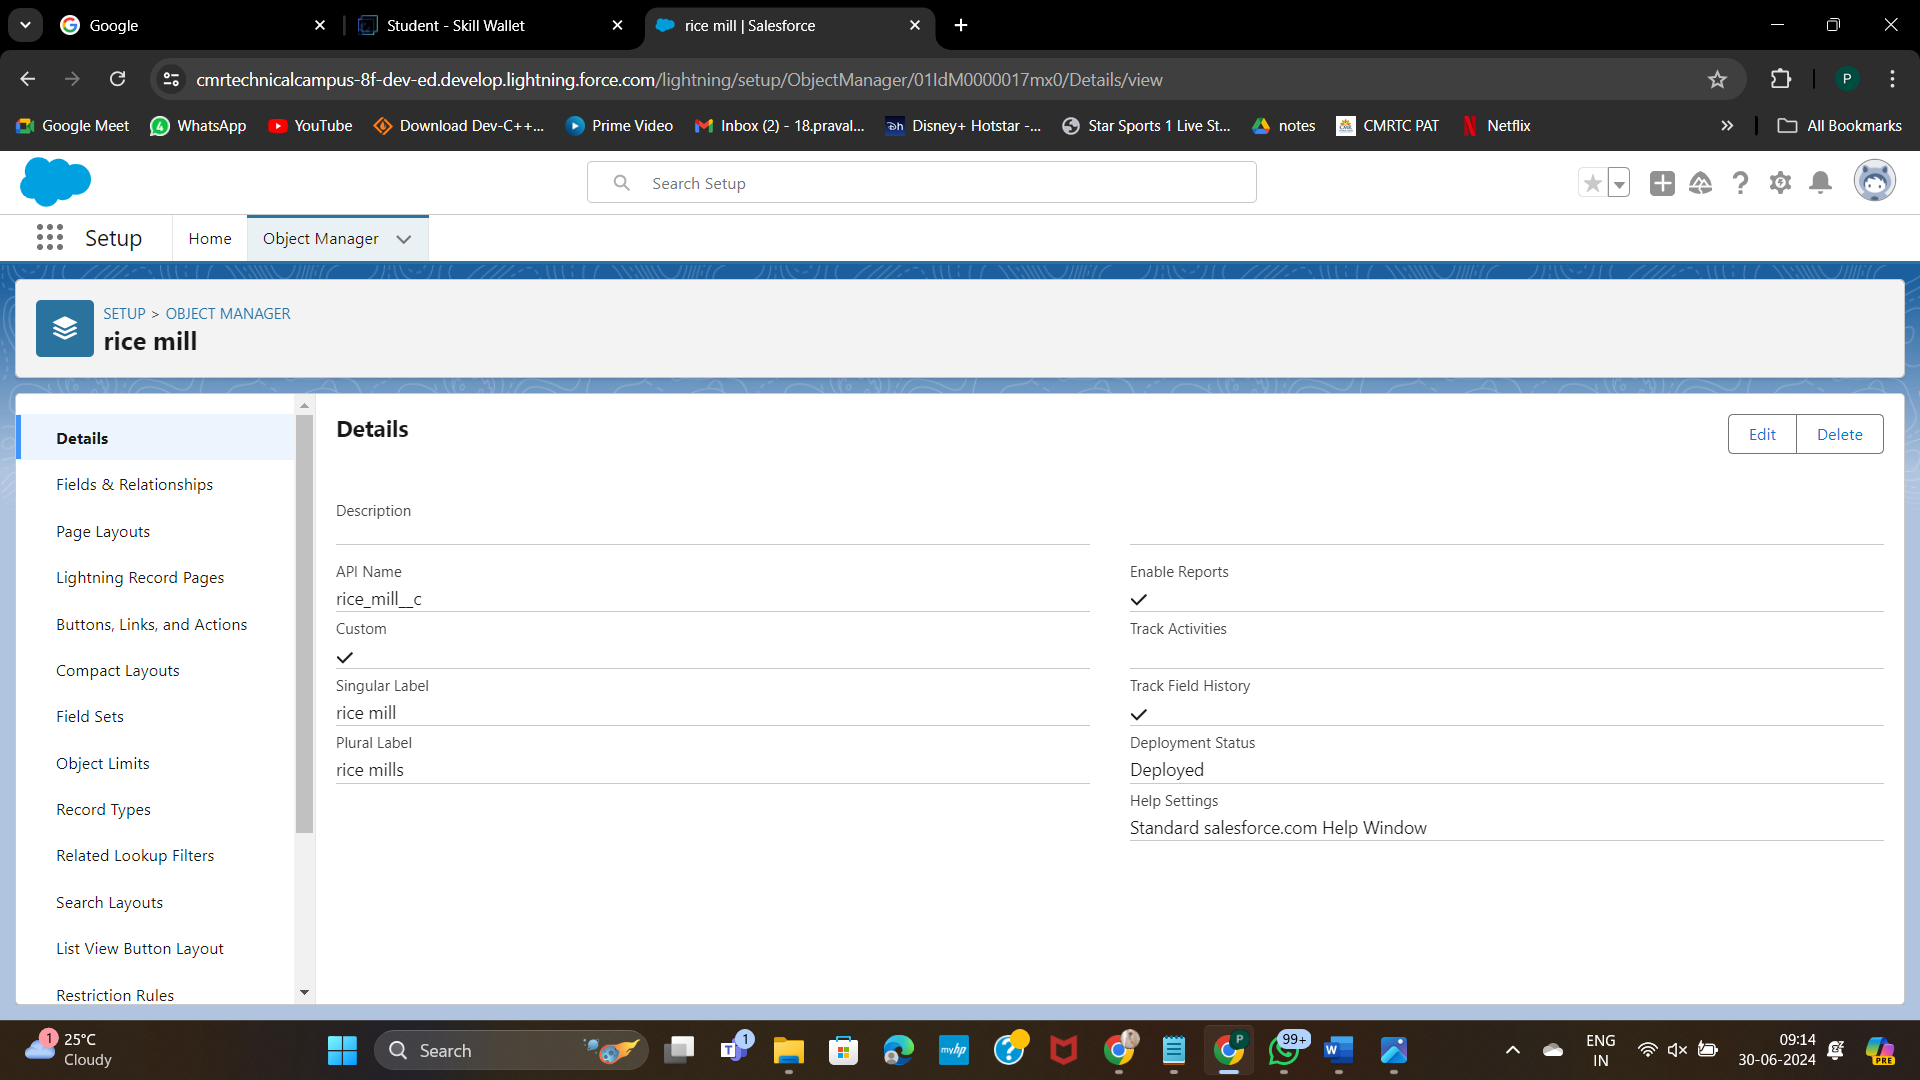 Google
Student - Skill Wallet
rice mill | Salesforce
cmrtechnicalcampus-8f-dev-ed.develop.lightning.force.com/lightning/setup/ObjectManager/01IdM0000017mx0/Details/view
P
Google Meet
4
WhatsApp
YouTube
Download Dev-C++...
Prime Video
Inbox (2) - 18.praval...
Disney+ Hotstar -...
Star Sports 1 Live St...
notes
CMRTC PAT
Netflix
All Bookmarks
Search Setup
Setup
Home
Object Manager
SETUP > OBJECT MANAGER
rice mill
Details
Fields & Relationships
Page Layouts
Lightning Record Pages
Buttons, Links, and Actions
Compact Layouts
Field Sets
Object Limits
Record Types
Related Lookup Filters
Search Layouts
List View Button Layout
Restriction Rules
Details
Edit
Delete
Description
API Name
rice_mill__c
Custom
Singular Label
rice mill
Plural Label
rice mills
Enable Reports
Track Activities
Track Field History
Deployment Status
Deployed
Help Settings
Standard salesforce.com Help Window
1
25°C
Cloudy
Search
1
myhp
P
99+
W
ENG
IN
09:14
30-06-2024
PRE